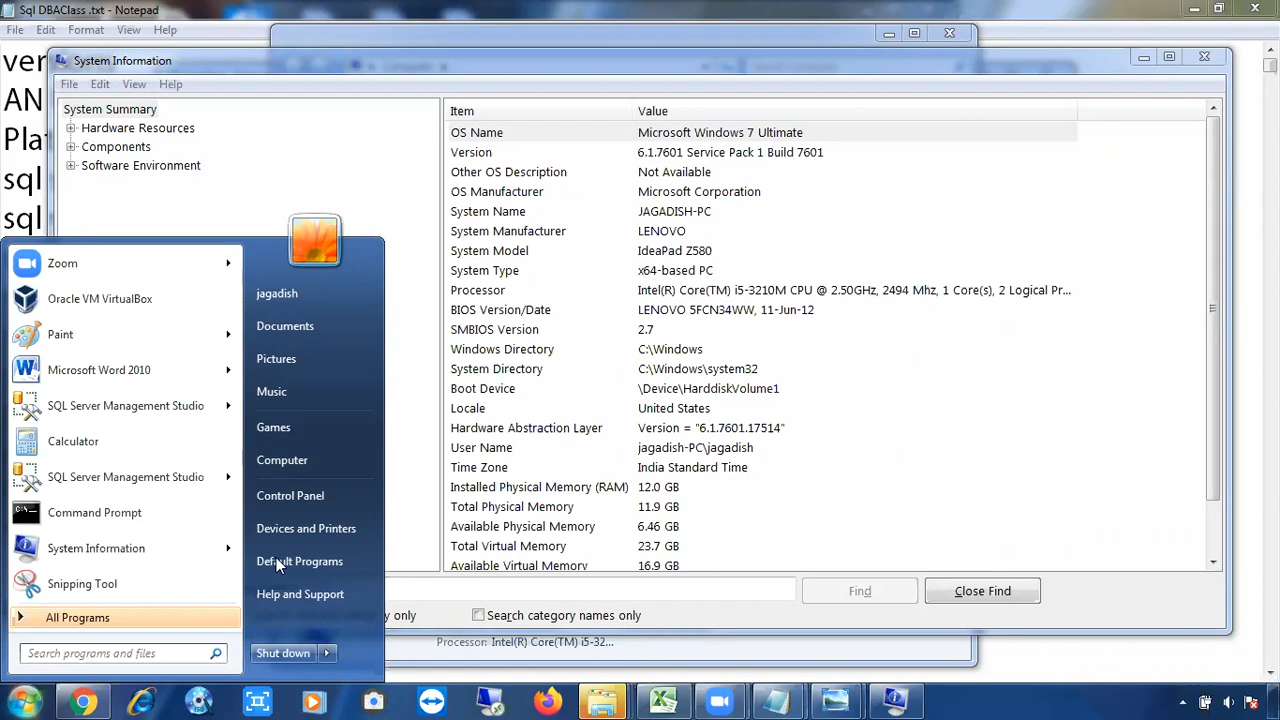 Sql DBAClass .txt - Notepad
File Edit Format View Help
ver
AN
Plat
sql
sql
System Information
File Edit View Help
System Summary
Hardware Resources
Components
Software Environment
Item Value
OS Name Microsoft Windows 7 Ultimate
Version 6.1.7601 Service Pack 1 Build 7601
Other OS Description Not Available
OS Manufacturer Microsoft Corporation
System Name JAGADISH-PC
System Manufacturer LENOVO
System Model IdeaPad Z580
System Type x64-based PC
Processor Intel(R) Core(TM) i5-3210M CPU @ 2.50GHz, 2494 Mhz, 1 Core(s), 2 Logical Pr...
BIOS Version/Date LENOVO 5FCN34WW, 11-Jun-12
SMBIOS Version 2.7
Windows Directory C:\Windows
System Directory C:\Windows\system32
Boot Device \Device\HarddiskVolume1
Locale United States
Hardware Abstraction Layer Version = "6.1.7601.17514"
User Name jagadish-PC\jagadish
Time Zone India Standard Time
Installed Physical Memory (RAM) 12.0 GB
Total Physical Memory 11.9 GB
Available Physical Memory 6.46 GB
Total Virtual Memory 23.7 GB
Available Virtual Memory 16.9 GB
Find Close Find
y only Search category names only
Processor: Intel(R) Core(TM) i5-32...
Zoom
Oracle VM VirtualBox
Paint
Microsoft Word 2010
SQL Server Management Studio
Calculator
SQL Server Management Studio
Command Prompt
System Information
Snipping Tool
All Programs
Search programs and files
jagadish
Documents
Pictures
Music
Games
Computer
Control Panel
Devices and Printers
Default Programs
Help and Support
Shut down